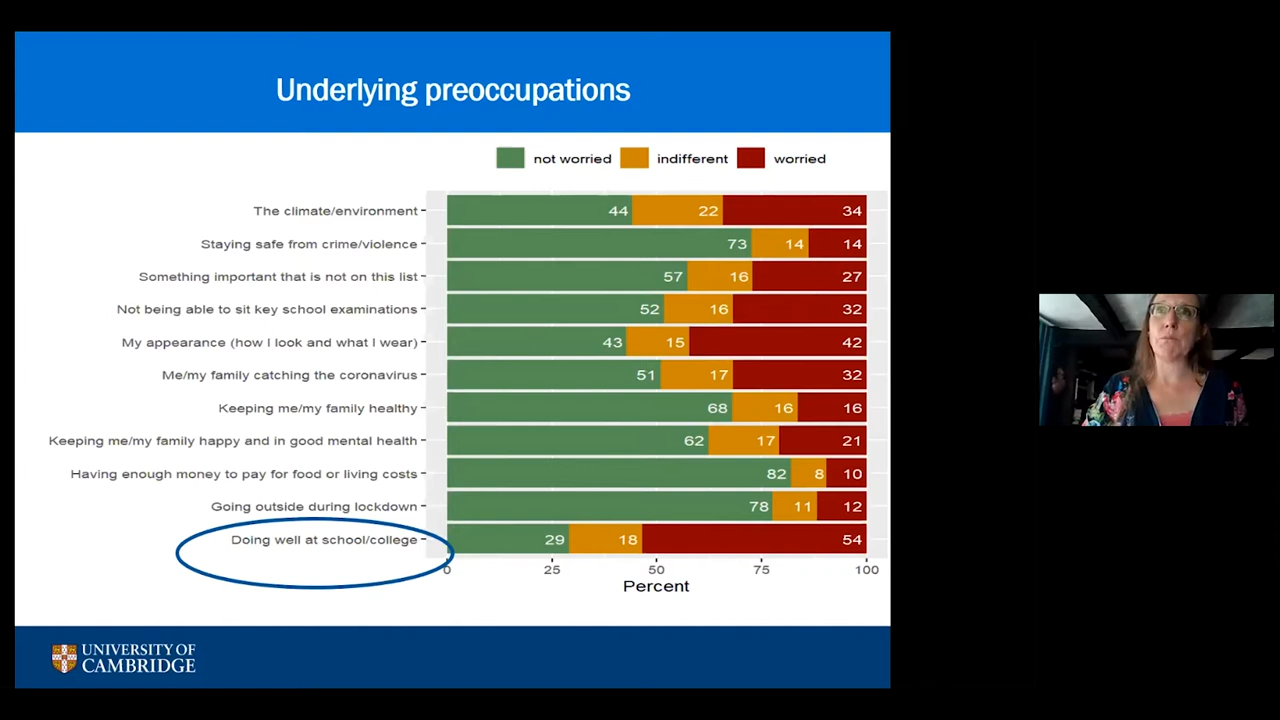 Underlying preoccupations
not worried indifferent worried
The climate/environment 44 22 34
Staying safe from crime/violence 73 14 14
Something important that is not on this list 57 16 27
Not being able to sit key school examinations 52 16 32
My appearance (how I look and what I wear) 43 15 42
Me/my family catching the coronavirus 51 17 32
Keeping me/my family healthy 68 16 16
Keeping me/my family happy and in good mental health 62 17 21
Having enough money to pay for food or living costs 82 8 10
Going outside during lockdown 78 11 12
Doing well at school/college 29 18 54
0 25 50 75 100
Percent
UNIVERSITY OF
CAMBRIDGE